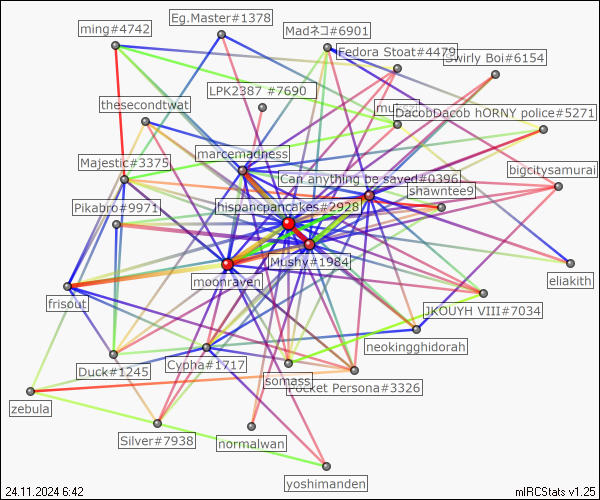 ming#4742
Eg.Master#1378
Madネコ#6901
Fedora Stoat#4479
Swirly Boi#6154
LPK2387 #7690
thesecondtwat
DacobDacob hORNY police#5271
marcemadness
Majestic#3375
bigcitysamurai
Can anything be saved#0396
shawntee9
Pikabro#9971
hispancpancakes#2928
Mushy#1984
moonraven
eliakith
frisout
JKOUYH VIII#7034
neokingghidorah
Duck#1245
Cypha#1717
somass
Pocket Persona#3326
zebula
Silver#7938
normalwan
yoshimanden
24.11.2024 6:42
mIRCStats v1.25